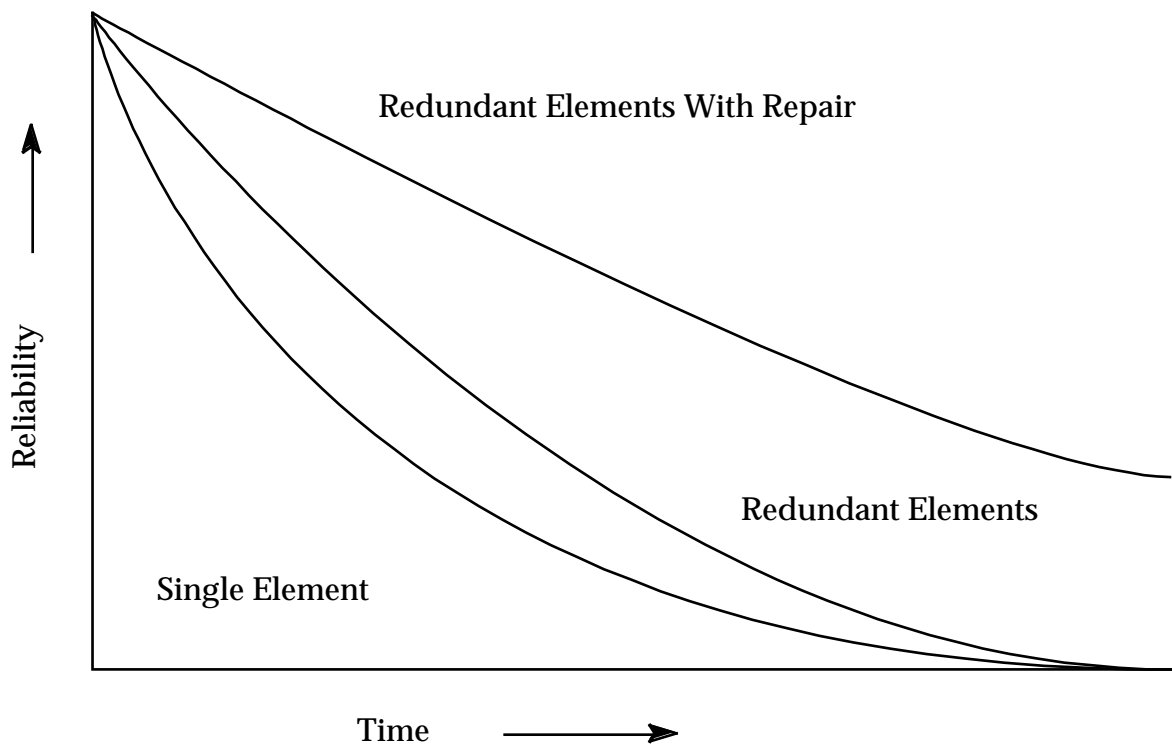 Redundant Elements With Repair
Reliability
Redundant Elements
Single Element
Time